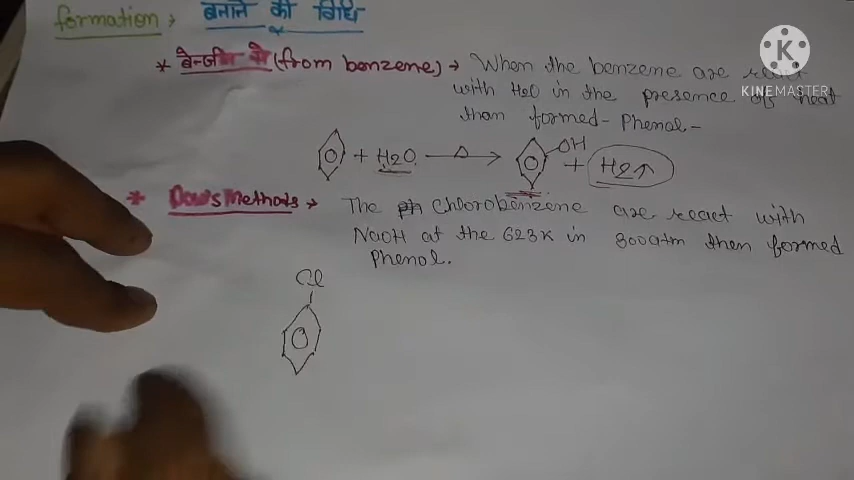 formation: बनाने की विधि
* बेन्जीन से (from benzene) → When the benzene are react
with H2O in the presence of heat
than formed - Phenol -
+ H2O Δ → OH + H2↑
* Dow's Methods → The Chlorobenzene are react with
NaOH at the 623K in 300atm then formed
Phenol.
Cl
K
KINEMASTER